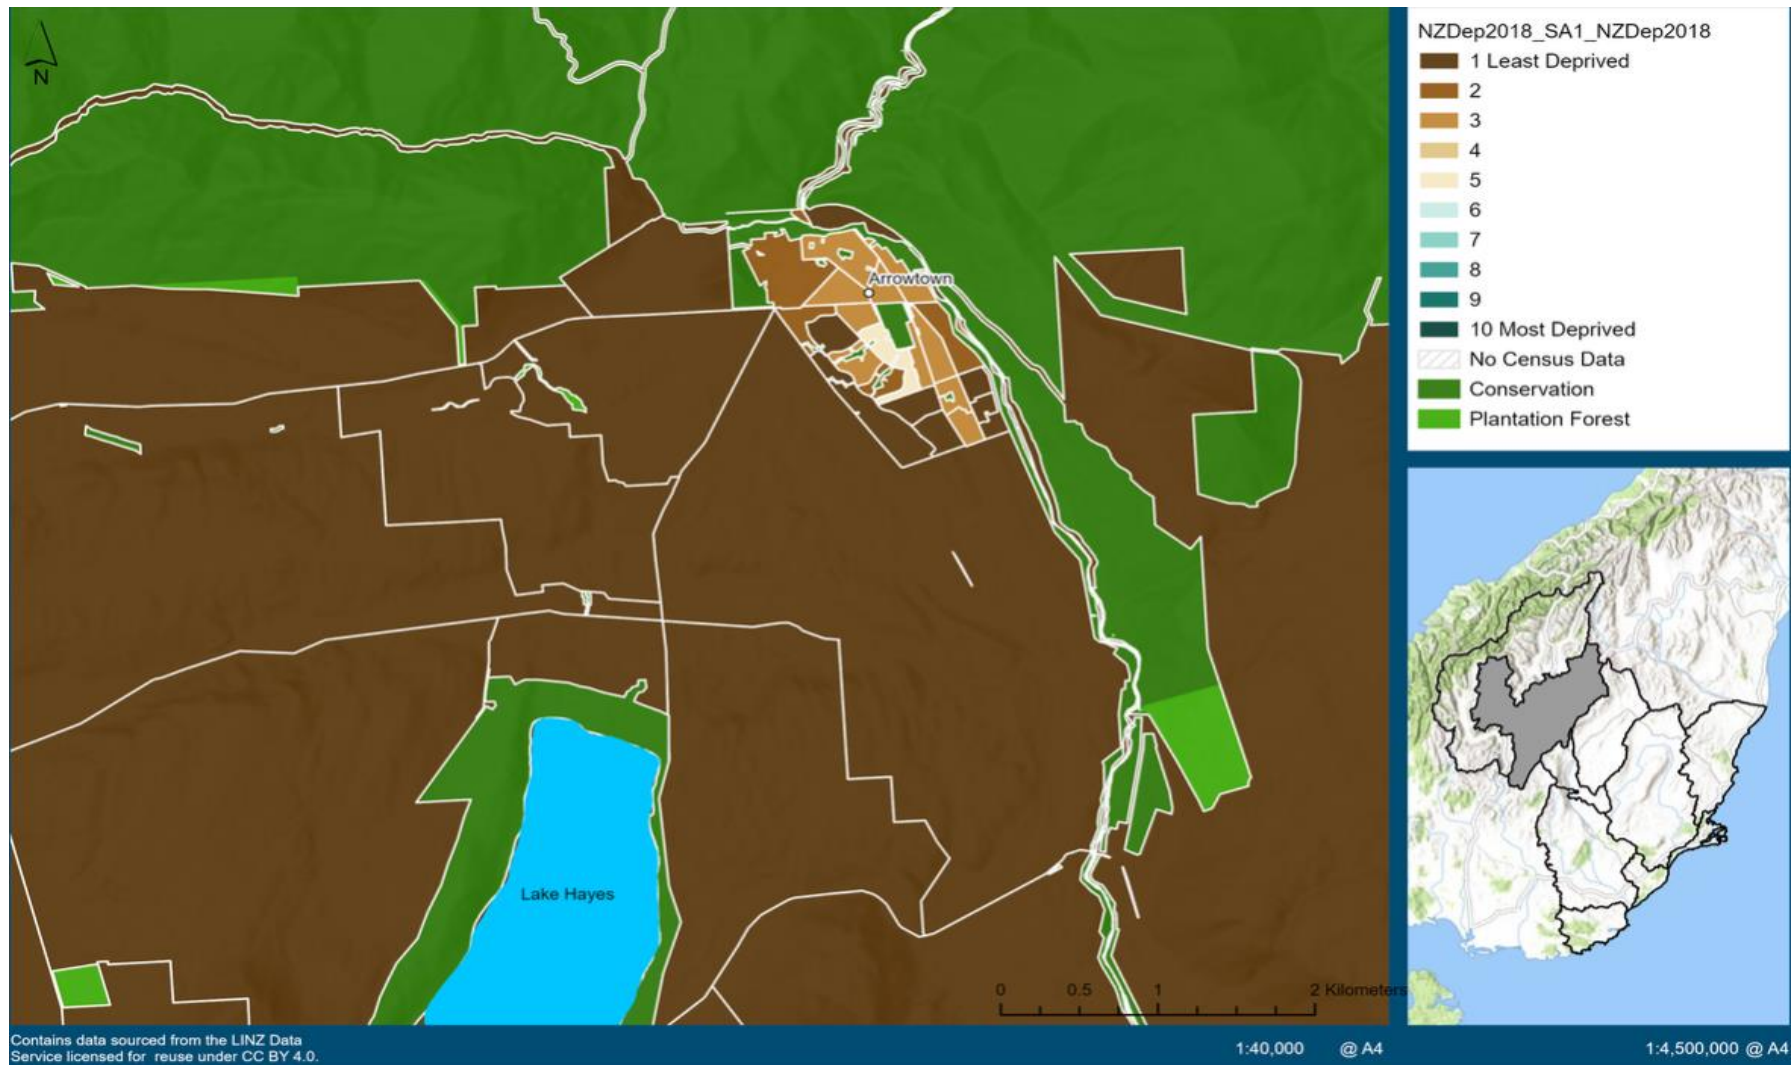 N
Arrowtown
Lake Hayes
0 0.5 1 2 Kilometers
Contains data sourced from the LINZ Data
Service licensed for reuse under CC BY 4.0.
1:40,000 @ A4
NZDep2018_SA1_NZDep2018
1 Least Deprived
2
3
4
5
6
7
8
9
10 Most Deprived
No Census Data
Conservation
Plantation Forest
1:4,500,000 @ A4